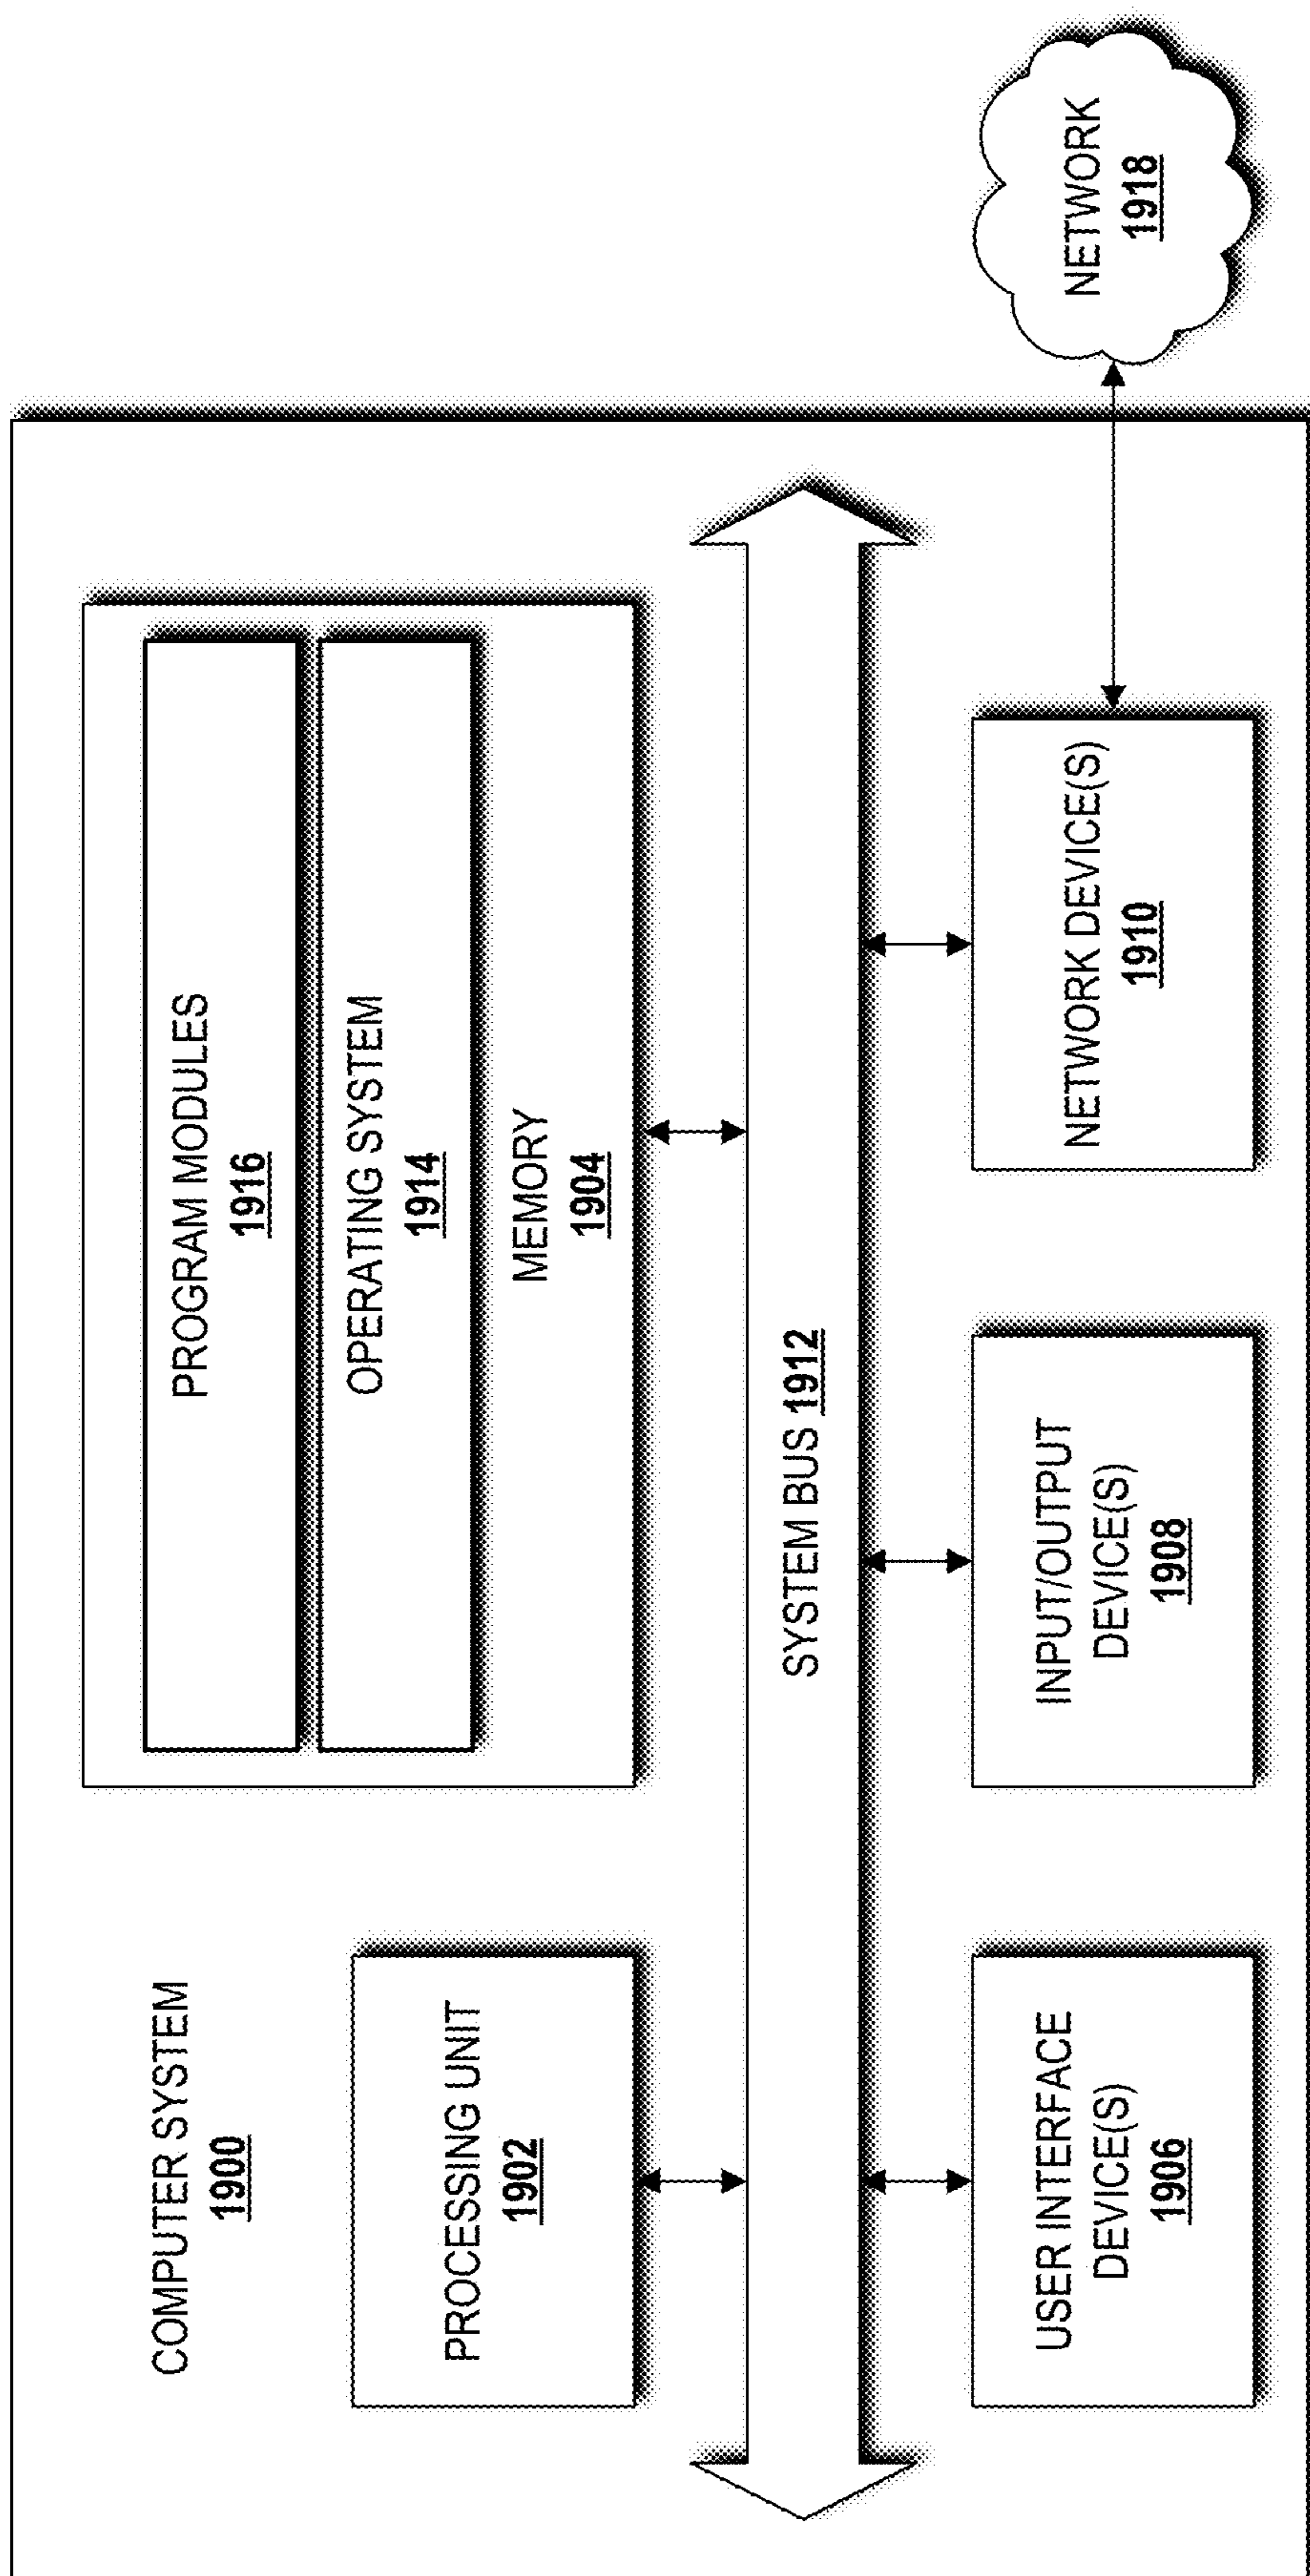 COMPUTER SYSTEM
1900
PROCESSING UNIT
1902
PROGRAM MODULES
1916
OPERATING SYSTEM
1914
MEMORY
1904
SYSTEM BUS 1912
USER INTERFACE
DEVICE(S)
1906
INPUT/OUTPUT
DEVICE(S)
1908
NETWORK DEVICE(S)
1910
NETWORK
1918